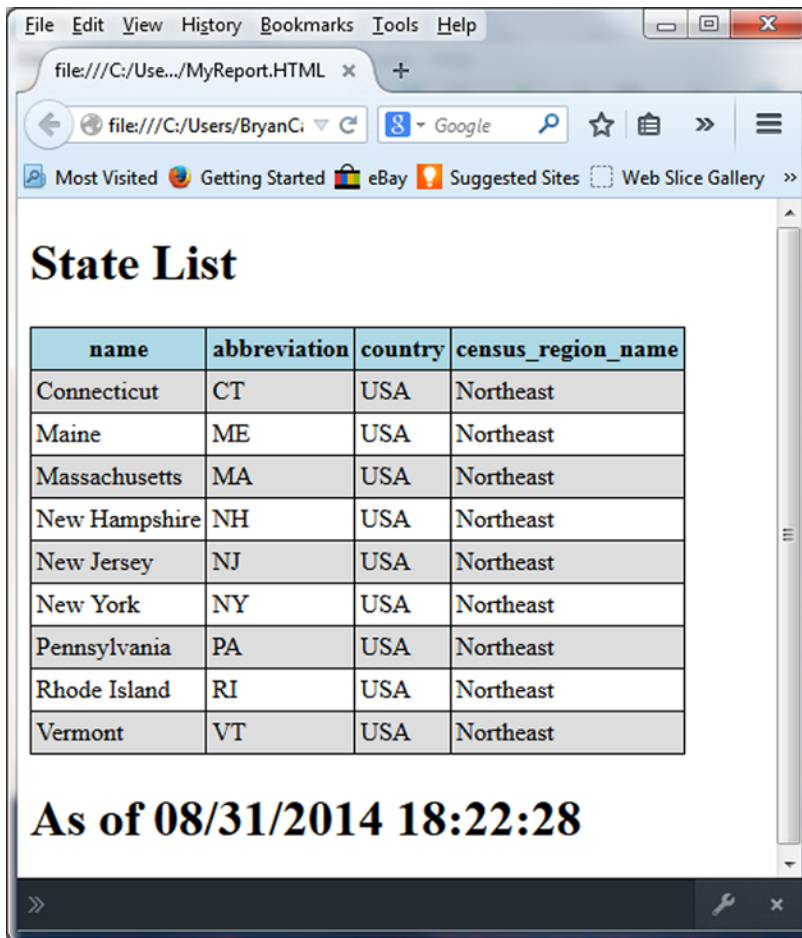 File Edit View History Bookmarks Tools Help
file:///C:/Use.../MyReport.HTML
file:///C:/Users/BryanCa 8 Google
Most Visited Getting Started eBay Suggested Sites Web Slice Gallery
State List
name abbreviation country census_region_name
Connecticut CT USA Northeast
Maine ME USA Northeast
Massachusetts MA USA Northeast
New Hampshire NH USA Northeast
New Jersey NJ USA Northeast
New York NY USA Northeast
Pennsylvania PA USA Northeast
Rhode Island RI USA Northeast
Vermont VT USA Northeast
As of 08/31/2014 18:22:28